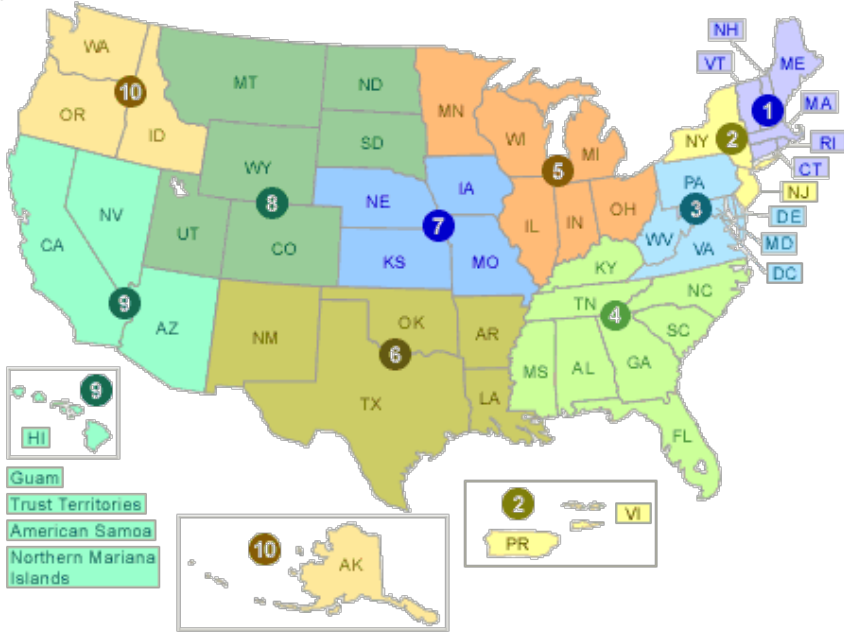 NH
WA
VT
ME
MT
ND
10
MN
OR
MA
1
ID
WI
NY
2
RI
SD
MI
WY
5
CT
PA
NJ
NE
IA
8
3
OH
DE
NV
IL
IN
7
UT
WV
CO
VA
MD
CA
KS
MO
KY
DC
NC
9
TN
4
AZ
OK
SC
NM
AR
6
GA
MS
AL
9
LA
TX
HI
FL
Guam
Trust Territories
2
VI
American Samoa
PR
10
Northern Mariana
Islands
AK